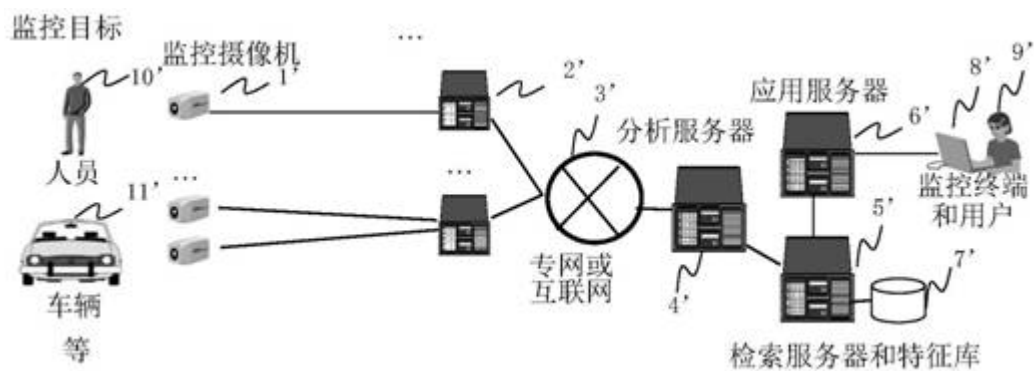 监控目标
…
10'
监控摄像机
1'
2'
3'
应用服务器
8'
9'
6'
分析服务器
人员
…
11'
…
监控终端
和用户
5'
7'
4'
专网或
互联网
车辆
等
检索服务器和特征库